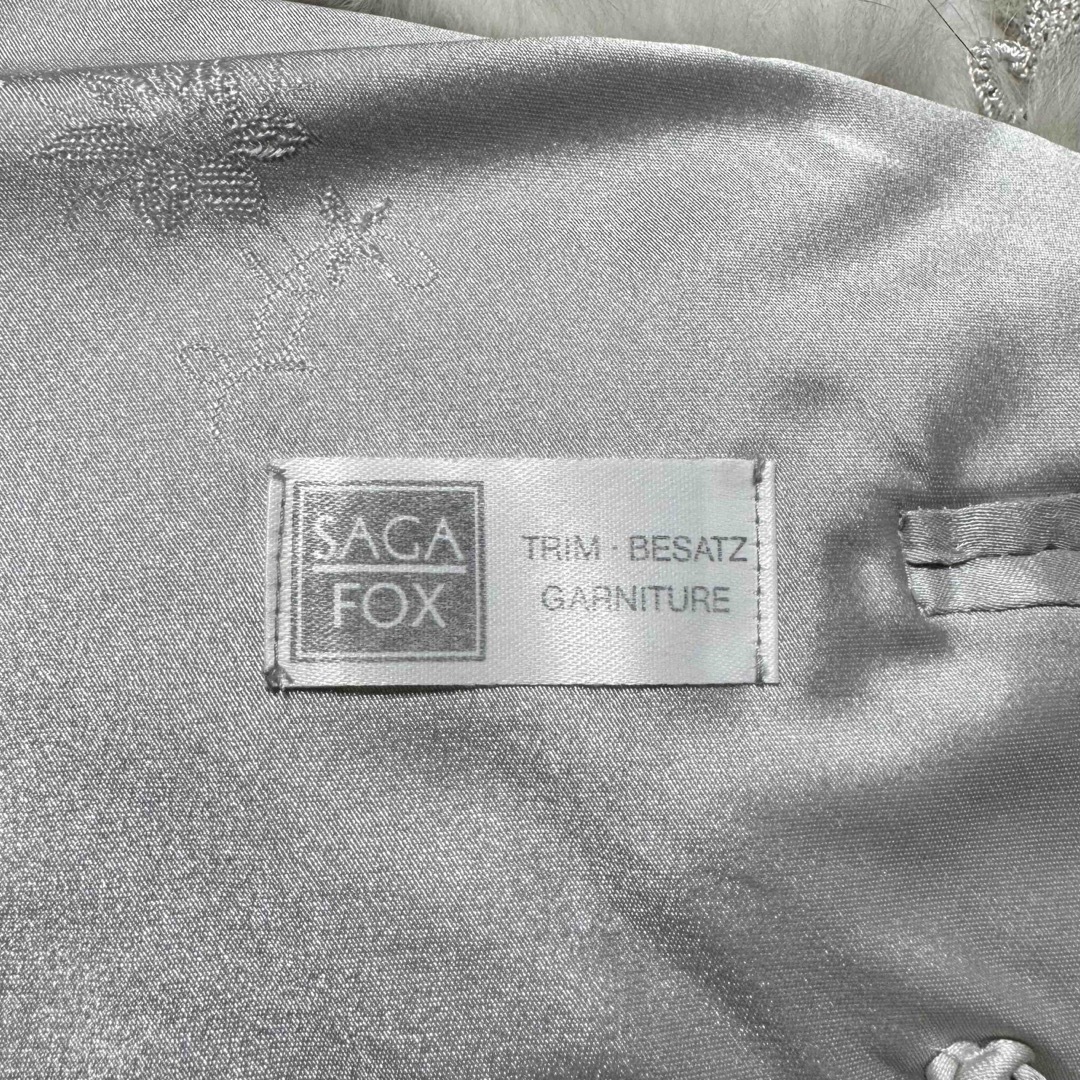 SAGA
FOX
TRIM · BESATZ
GARNITURE